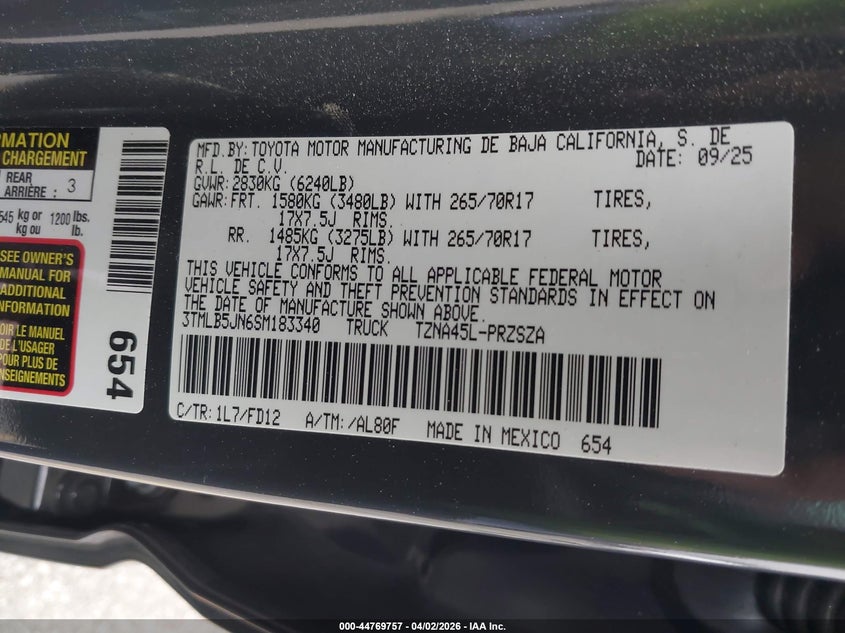 RMATION
CHARGEMENT
REAR
ARRIÈRE : 3
545 kg or 1200 lbs.
kg ou lb.
SEE OWNER'S
MANUAL FOR
ADDITIONAL
INFORMATION
OIR LE MANUEL
DE L'USAGER
POUR PLUS DE
ENSEIGNEMENTS
654
MFD.BY: TOYOTA MOTOR MANUFACTURING DE BAJA CALIFORNIA, S. DE
R.L. DE C.V. DATE: 09/25
GVWR: 2830KG (6240LB)
GAWR: FRT. 1580KG (3480LB) WITH 265/70R17 TIRES,
17X7.5J RIMS.
RR. 1485KG (3275LB) WITH 265/70R17 TIRES,
17X7.5J RIMS.
THIS VEHICLE CONFORMS TO ALL APPLICABLE FEDERAL MOTOR
VEHICLE SAFETY AND THEFT PREVENTION STANDARDS IN EFFECT ON
THE DATE OF MANUFACTURE SHOWN ABOVE.
3TMLB5JN6SM183340 TRUCK TZNA45L-PRZSZA
C/TR: 1L7/FD12 A/TM: /AL80F MADE IN MEXICO 654
000-44769757 - 04/02/2026 - IAA Inc.